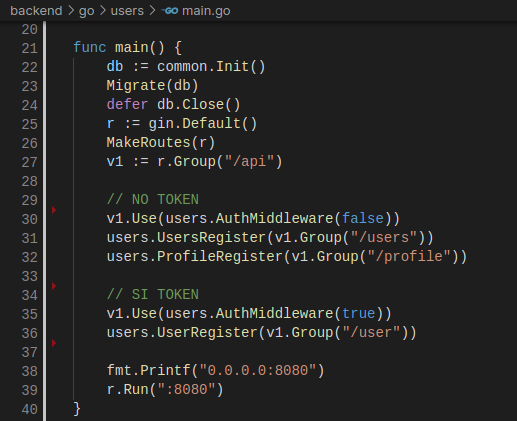 backend > go > users > GO main.go
20
21 func main() {
22     db := common.Init()
23     Migrate(db)
24     defer db.Close()
25     r := gin.Default()
26     MakeRoutes(r)
27     v1 := r.Group("/api")
28
29     // NO TOKEN
30     v1.Use(users.AuthMiddleware(false))
31     users.UsersRegister(v1.Group("/users"))
32     users.ProfileRegister(v1.Group("/profile"))
33
34     // SI TOKEN
35     v1.Use(users.AuthMiddleware(true))
36     users.UserRegister(v1.Group("/user"))
37
38     fmt.Printf("0.0.0.0:8080")
39     r.Run(":8080")
40 }